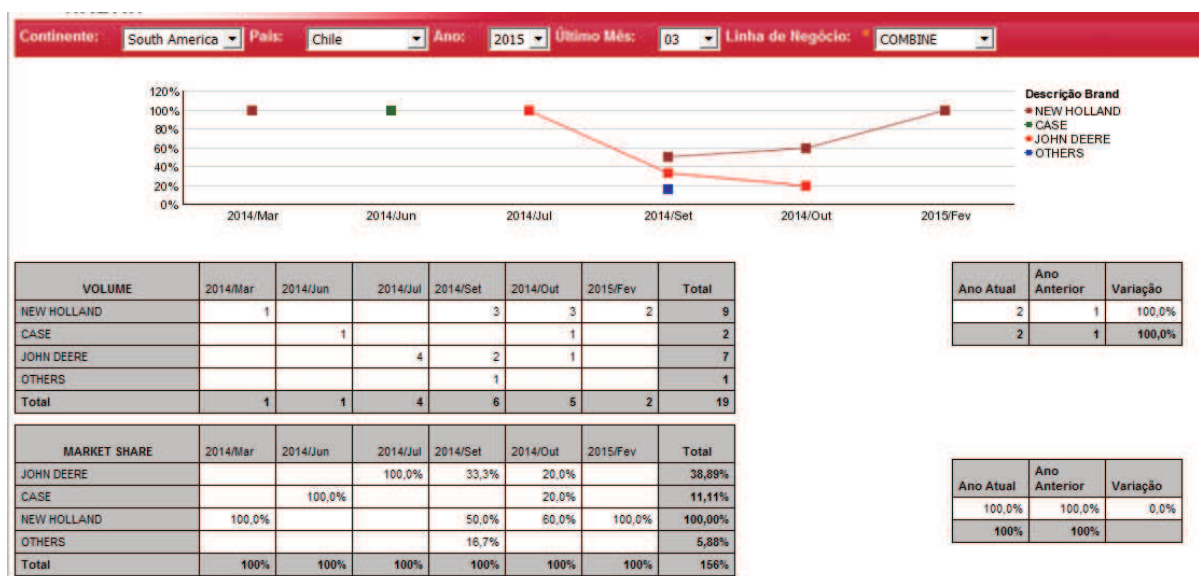 Continente: South America País: Chile Ano: 2015 Último Mês: 03 Linha de Negócio: * COMBINE
120%
100%
80%
60%
40%
20%
0%
2014/Mar 2014/Jun 2014/Jul 2014/Set 2014/Out 2015/Fev
Descrição Brand
NEW HOLLAND
CASE
JOHN DEERE
OTHERS
VOLUME 2014/Mar 2014/Jun 2014/Jul 2014/Set 2014/Out 2015/Fev Total
NEW HOLLAND 1 3 3 2 9
CASE 1 1 2
JOHN DEERE 4 2 1 7
OTHERS 1 1
Total 1 1 4 6 5 2 19
Ano Atual Ano Anterior Variação
2 1 100,0%
2 1 100,0%
MARKET SHARE 2014/Mar 2014/Jun 2014/Jul 2014/Set 2014/Out 2015/Fev Total
JOHN DEERE 100,0% 33,3% 20,0% 38,89%
CASE 100,0% 20,0% 11,11%
NEW HOLLAND 100,0% 50,0% 60,0% 100,0% 100,00%
OTHERS 16,7% 5,88%
Total 100% 100% 100% 100% 100% 100% 156%
Ano Atual Ano Anterior Variação
100,0% 100,0% 0,0%
100% 100%